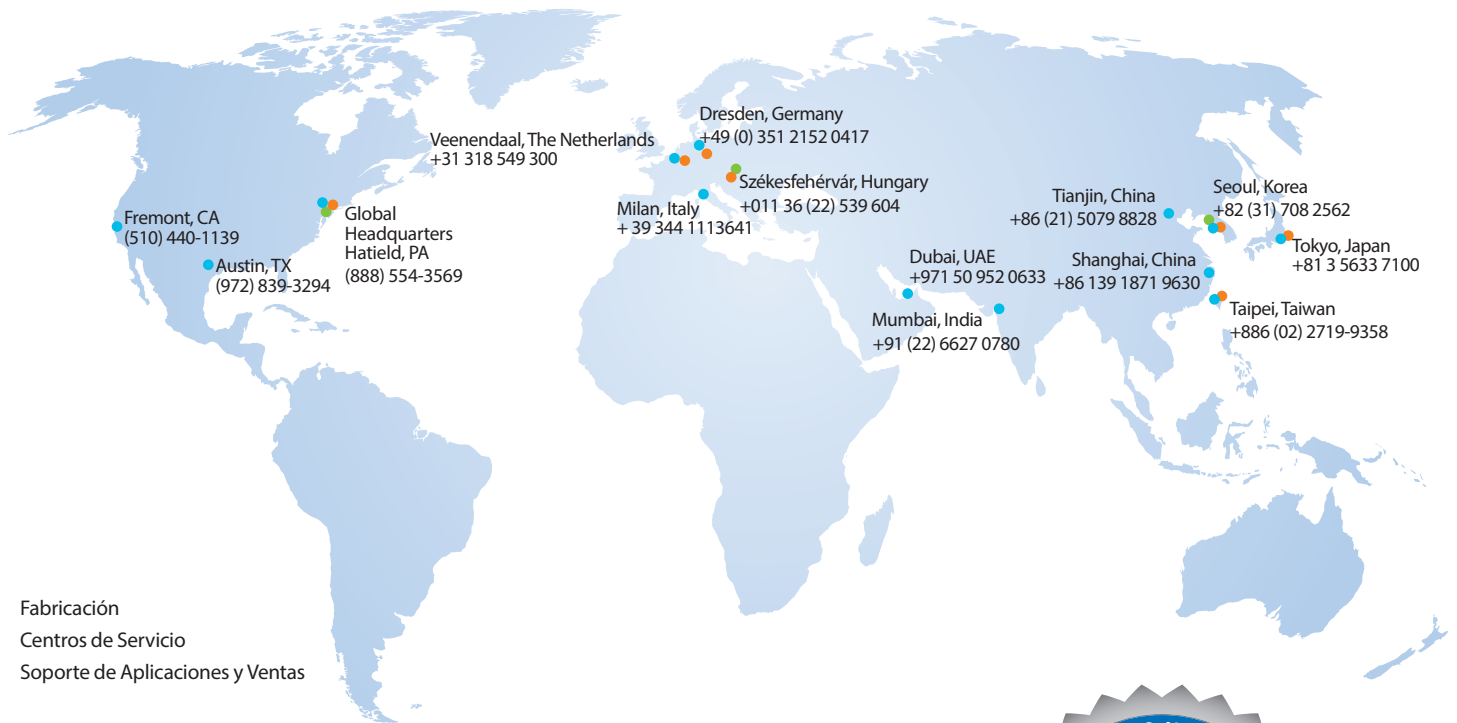 Dresden, Germany
+49 (0) 351 2152 0417
Veenendaal, The Netherlands
+31 318 549 300
Székesfehérvár, Hungary
+011 36 (22) 539 604
Milan, Italy
+ 39 344 1113641
Fremont, CA
(510) 440-1139
Global
Headquarters
Hatield, PA
(888) 554-3569
Austin, TX
(972) 839-3294
Tianjin, China
+86 (21) 5079 8828
Seoul, Korea
+82 (31) 708 2562
Tokyo, Japan
+81 3 5633 7100
Dubai, UAE
+971 50 952 0633
Shanghai, China
+86 139 1871 9630
Mumbai, India
+91 (22) 6627 0780
Taipei, Taiwan
+886 (02) 2719-9358
Fabricación
Centros de Servicio
Soporte de Aplicaciones y Ventas